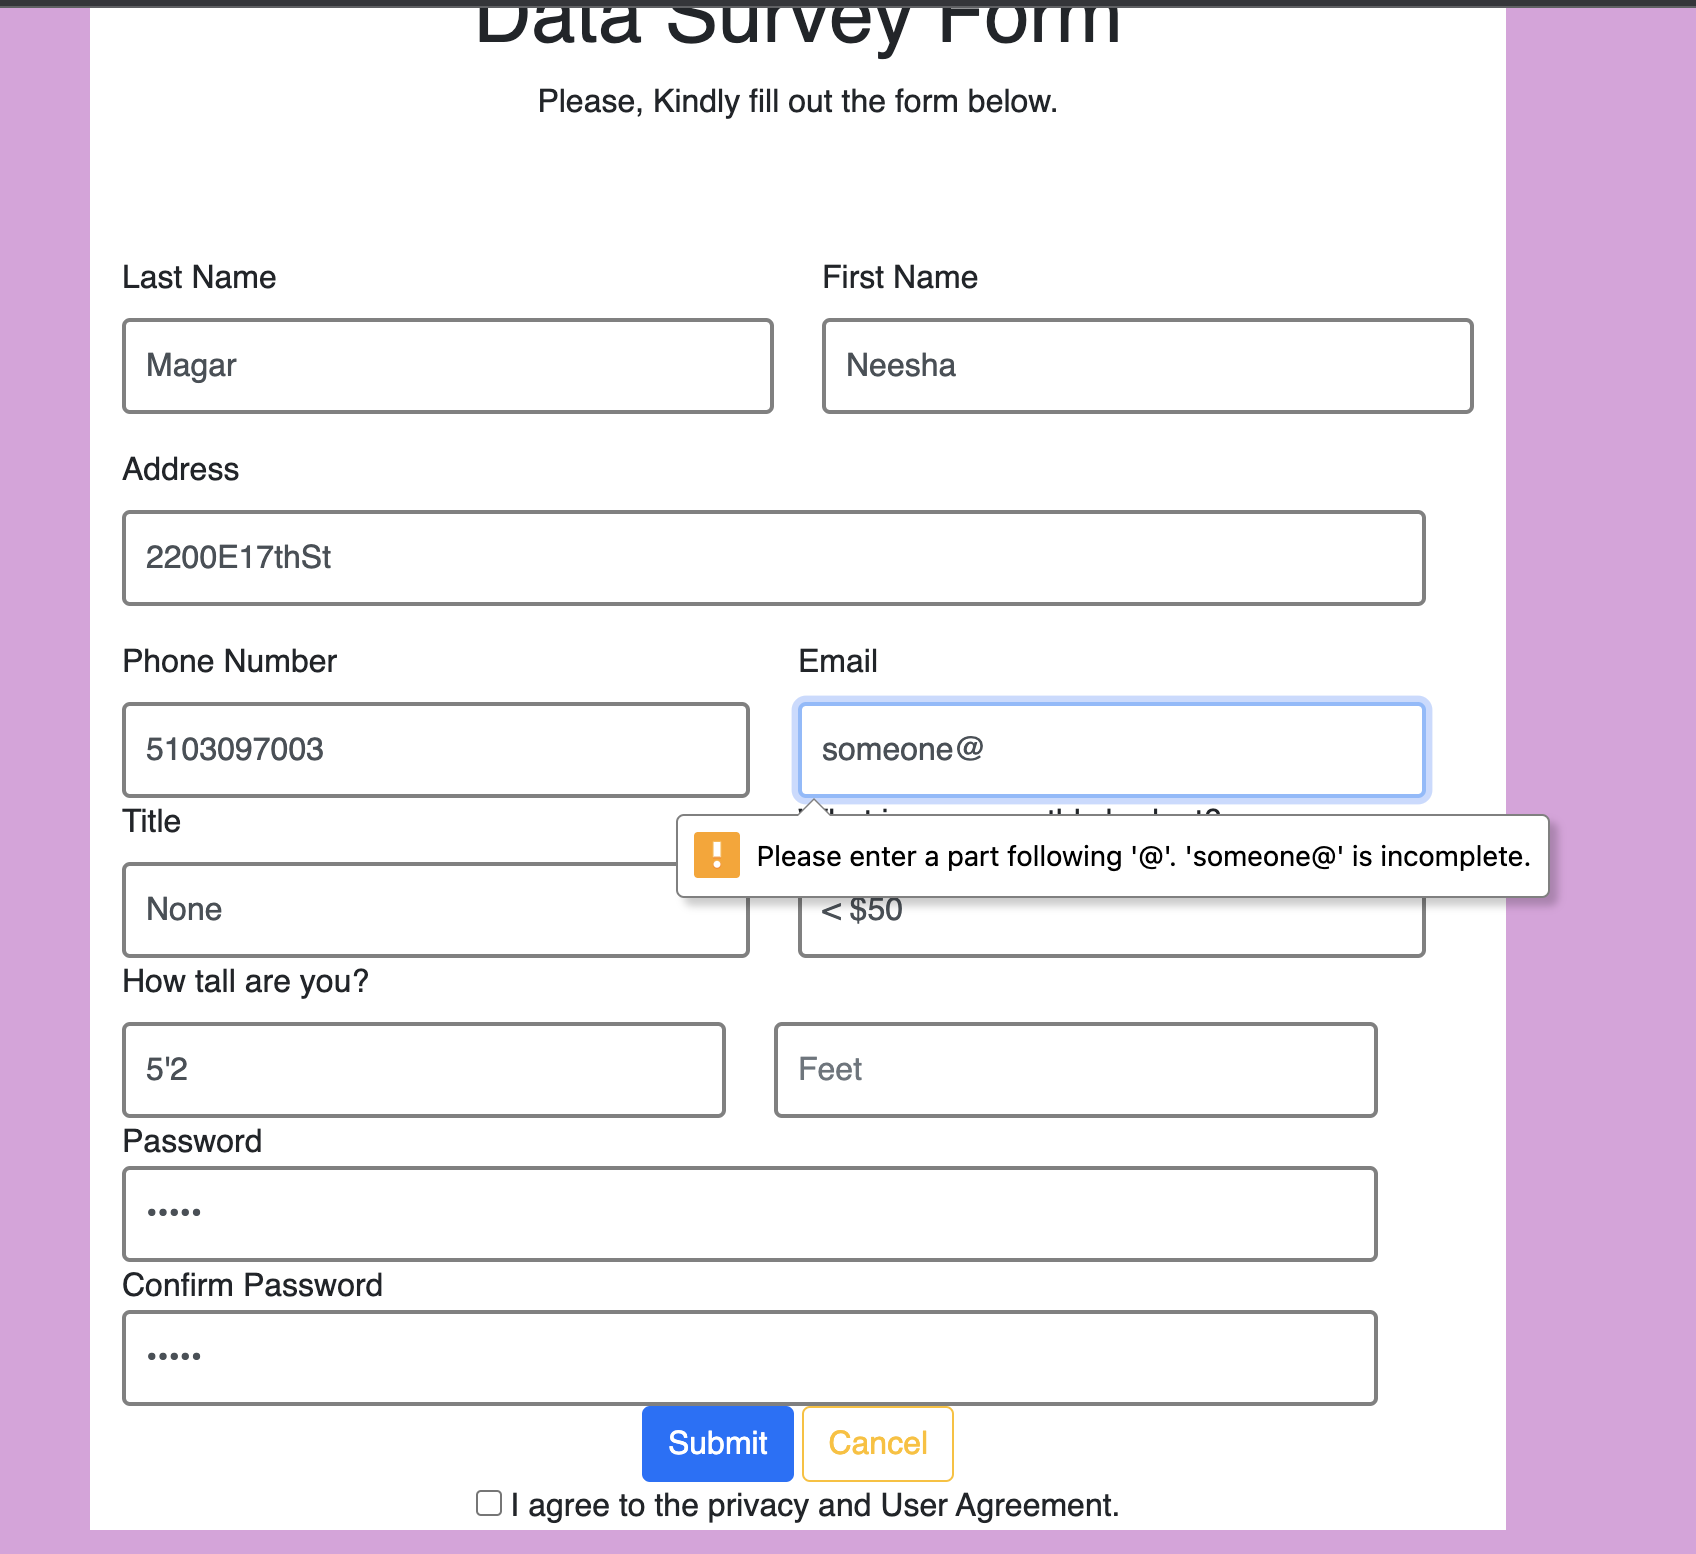 Data Survey Form
Please, Kindly fill out the form below.
Last Name
First Name
Magar
Neesha
Address
2200E17thSt
Phone Number
Email
5103097003
someone@
Title
Please enter a part following '@'. 'someone@' is incomplete.
None
< $50
How tall are you?
5'2
Feet
Password
•••••
Confirm Password
•••••
Submit
Cancel
I agree to the privacy and User Agreement.